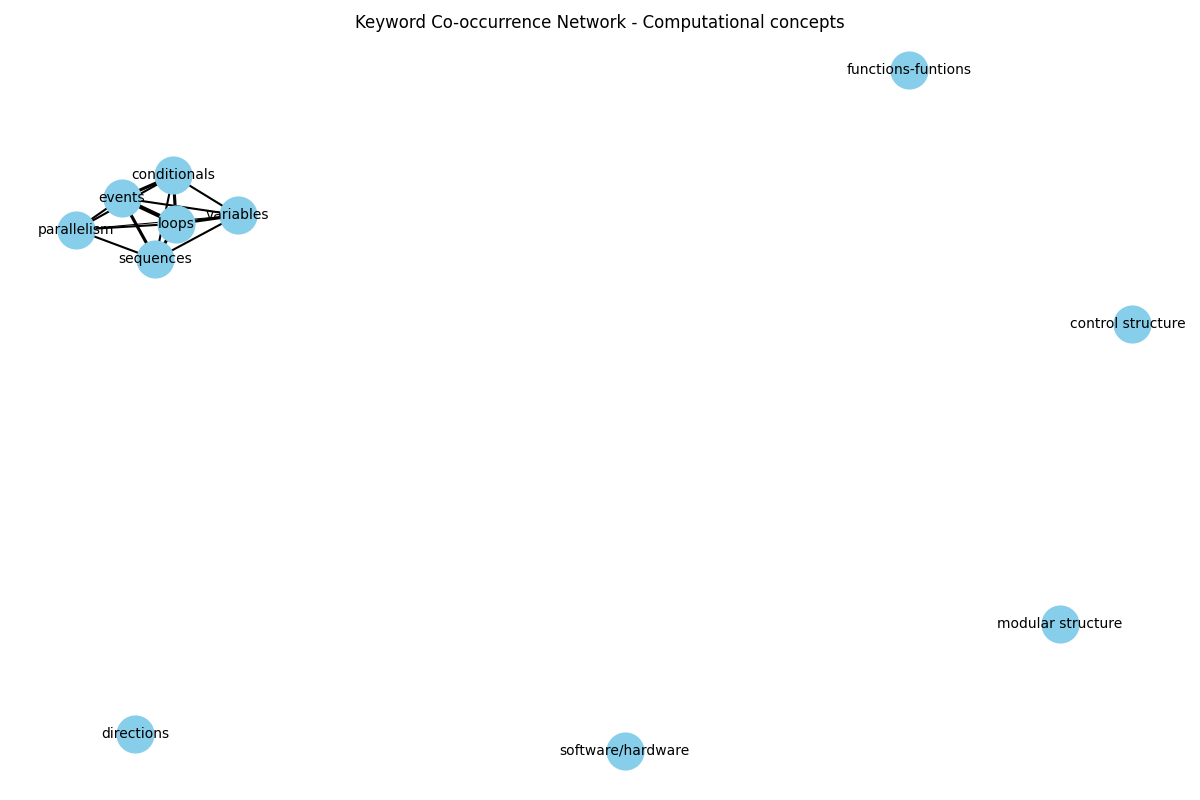 Keyword Co-occurrence Network - Computational concepts
functions-funtions
conditionals
events
variables
loops
parallelism
sequences
control structure
modular structure
directions
software/hardware